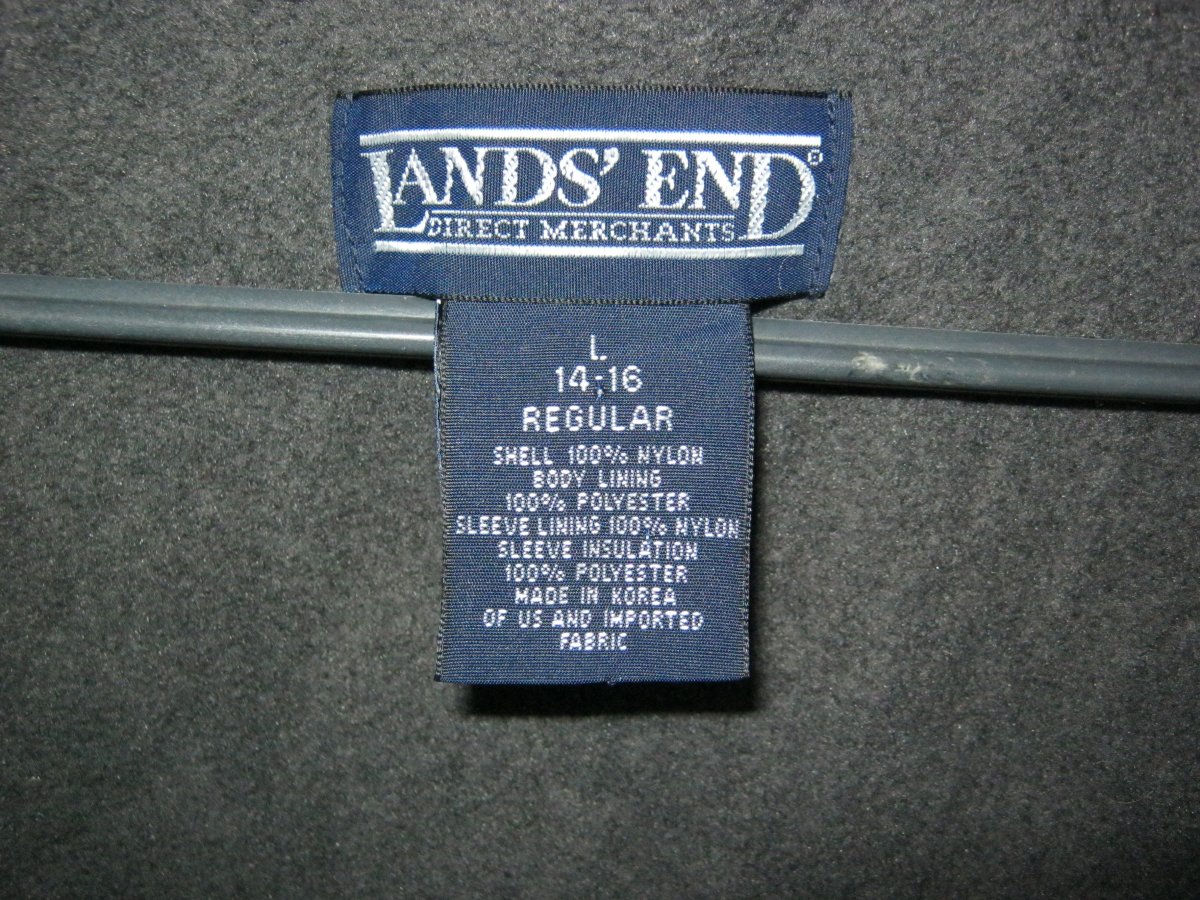 LANDS' END
DIRECT MERCHANTS
L
14-16
REGULAR
SHELL 100% NYLON
BODY LINING
100% POLYESTER
SLEEVE LINING 100% NYLON
SLEEVE INSULATION
100% POLYESTER
MADE IN KOREA
OF US AND IMPORTED
FABRIC